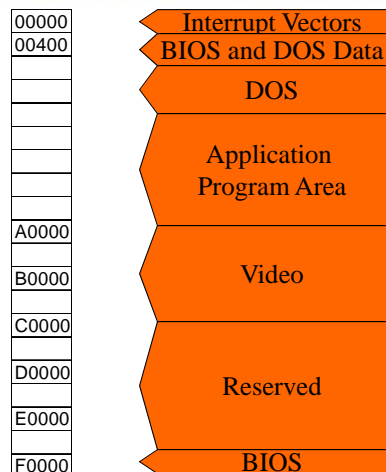 00000
Interrupt Vectors
00400
BIOS and DOS Data
DOS
Application
Program Area
A0000
Video
B0000
C0000
D0000
Reserved
E0000
F0000
BIOS